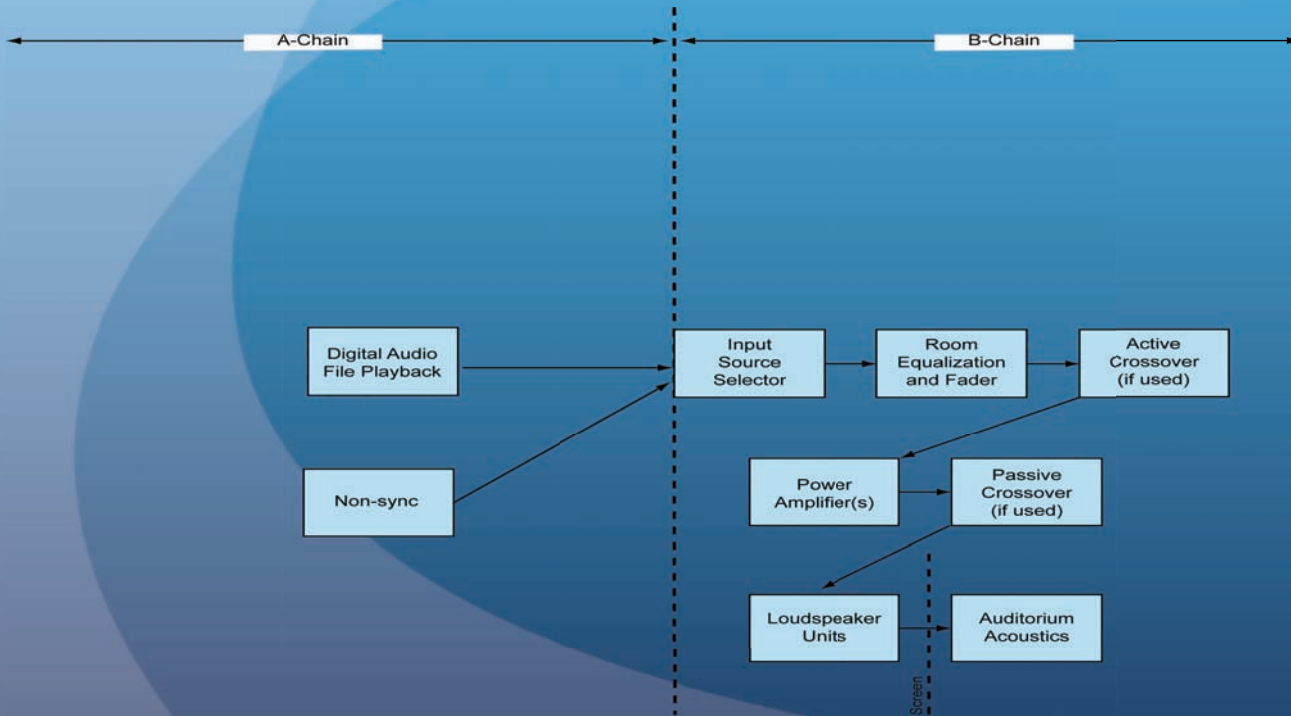 A-Chain
B-Chain
Digital Audio
File Playback
Input
Source
Selector
Room
Equalization
and Fader
Active
Crossover
(if used)
Non-sync
Power
Amplifier(s)
Passive
Crossover
(if used)
Loudspeaker
Units
Auditorium
Acoustics
Screen